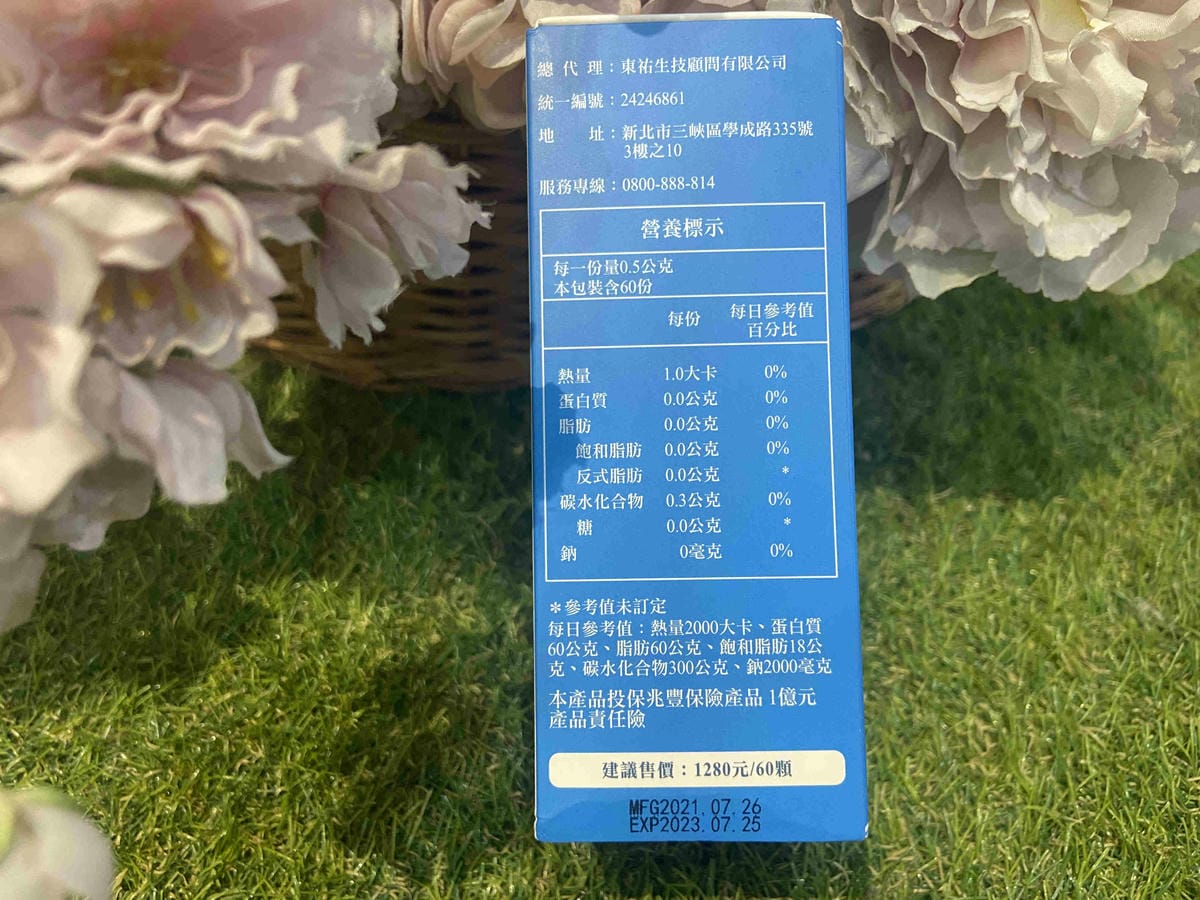 總代理：東祐生技顧問有限公司
統一編號：24246861
地　　址：新北市三峽區學成路335號
3樓之10
服務專線：0800-888-814
營養標示
每一份量0.5公克
本包裝含60份
每份 每日參考值
百分比
熱量 1.0大卡 0%
蛋白質 0.0公克 0%
脂肪 0.0公克 0%
飽和脂肪 0.0公克 0%
反式脂肪 0.0公克 *
碳水化合物 0.3公克 0%
糖 0.0公克 *
鈉 0毫克 0%
＊參考值未訂定
每日參考值：熱量2000大卡、蛋白質
60公克、脂肪60公克、飽和脂肪18公
克、碳水化合物300公克、鈉2000毫克
本產品投保兆豐保險產品 1億元
產品責任險
建議售價：1280元/60顆
MFG2021.07.26
EXP2023.07.25